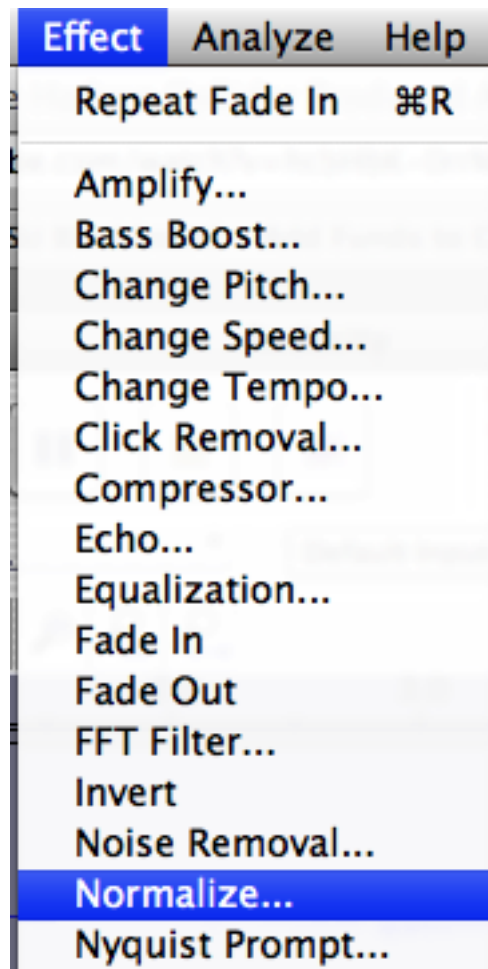 Effect Analyze Help
Repeat Fade In ⌘R
Amplify...
Bass Boost...
Change Pitch...
Change Speed...
Change Tempo...
Click Removal...
Compressor...
Echo...
Equalization...
Fade In
Fade Out
FFT Filter...
Invert
Noise Removal...
Normalize...
Nyquist Prompt...